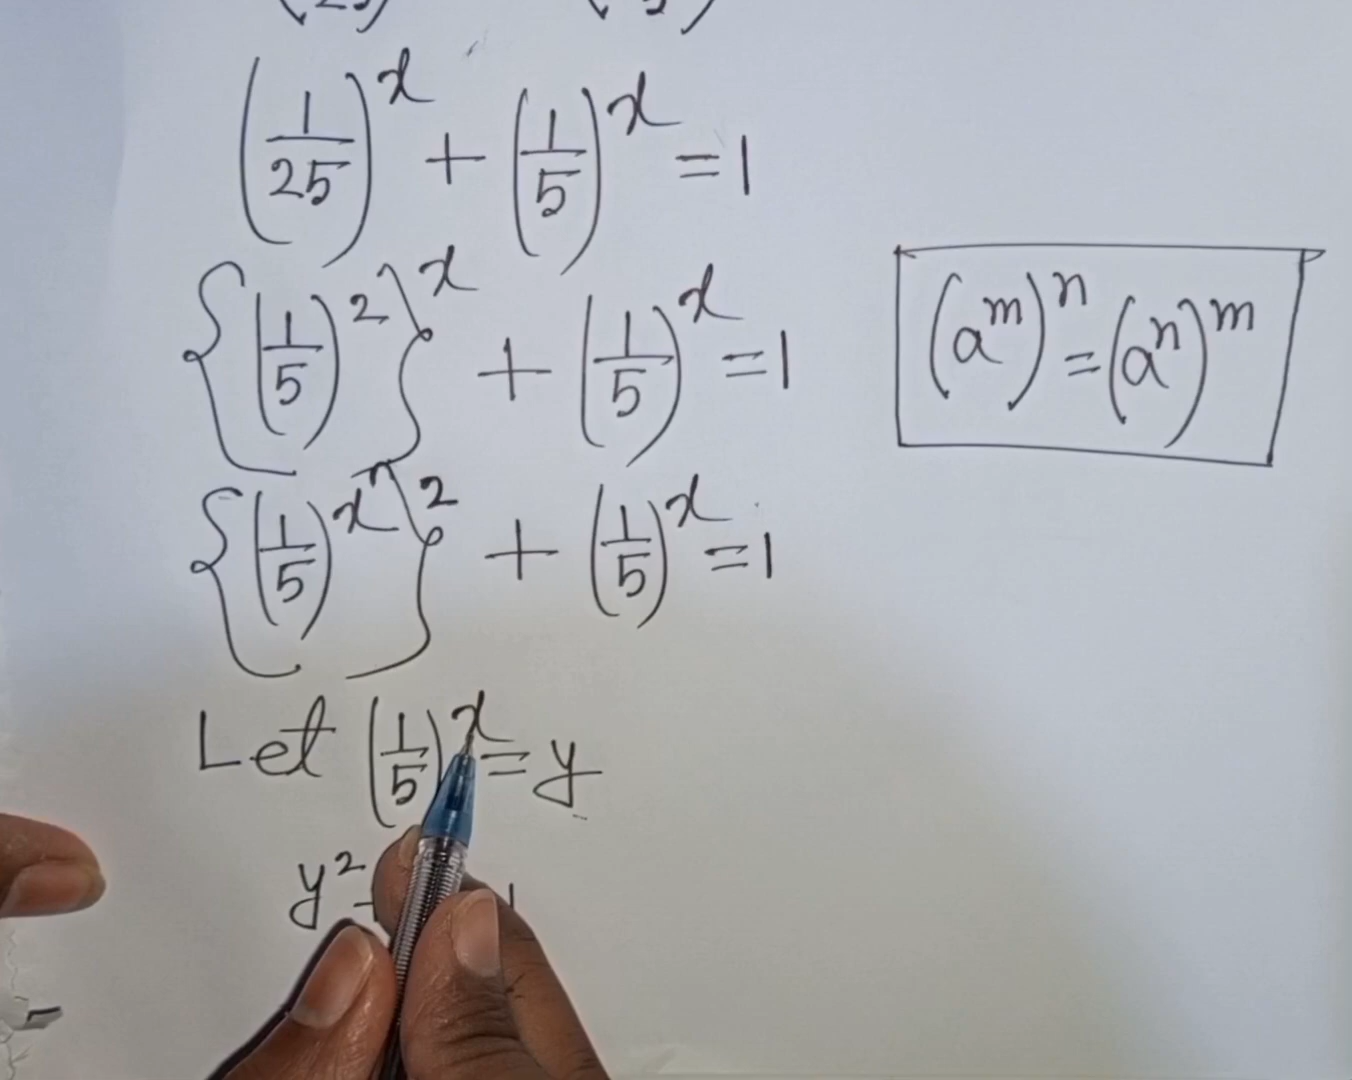 (1/25)^x + (1/5)^x = 1
{(1/5)^2}^x + (1/5)^x = 1
(a^m)^n = (a^n)^m
{(1/5)^x}^2 + (1/5)^x = 1
Let (1/5)^x = y
y^2